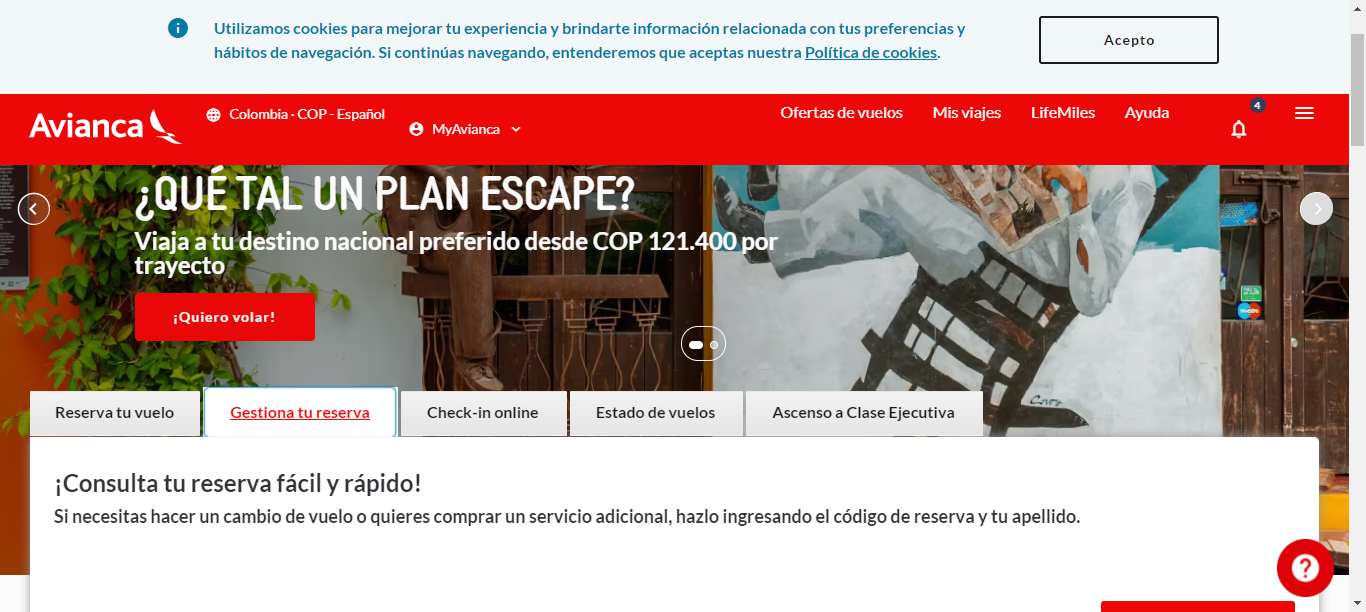 Utilizamos cookies para mejorar tu experiencia y brindarte información relacionada con tus preferencias y
hábitos de navegación. Si continúas navegando, entenderemos que aceptas nuestra Política de cookies.
Acepto
Avianca
Colombia · COP - Español
MyAvianca
Ofertas de vuelos
Mis viajes
LifeMiles
Ayuda
4
¿QUÉ TAL UN PLAN ESCAPE?
Viaja a tu destino nacional preferido desde COP 121.400 por
trayecto
¡Quiero volar!
Reserva tu vuelo
Gestiona tu reserva
Check-in online
Estado de vuelos
Ascenso a Clase Ejecutiva
¡Consulta tu reserva fácil y rápido!
Si necesitas hacer un cambio de vuelo o quieres comprar un servicio adicional, hazlo ingresando el código de reserva y tu apellido.